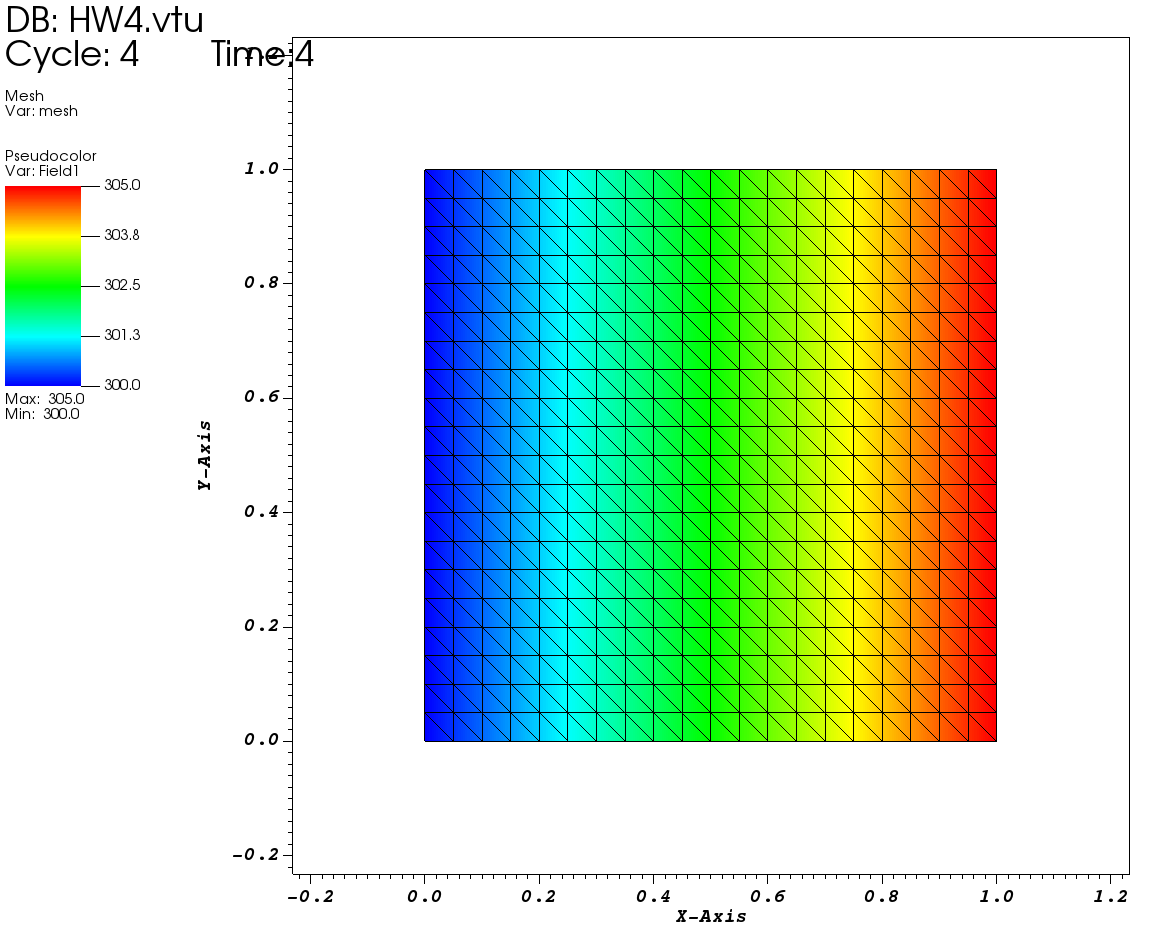 DB: HW4.vtu
Cycle: 4 Time:4
Mesh
Var: mesh
Pseudocolor
Var: Field1
305.0
303.8
302.5
301.3
300.0
Max: 305.0
Min: 300.0
1.2
1.0
0.8
0.6
0.4
0.2
0.0
-0.2
Y-Axis
-0.2 0.0 0.2 0.4 0.6 0.8 1.0 1.2
X-Axis